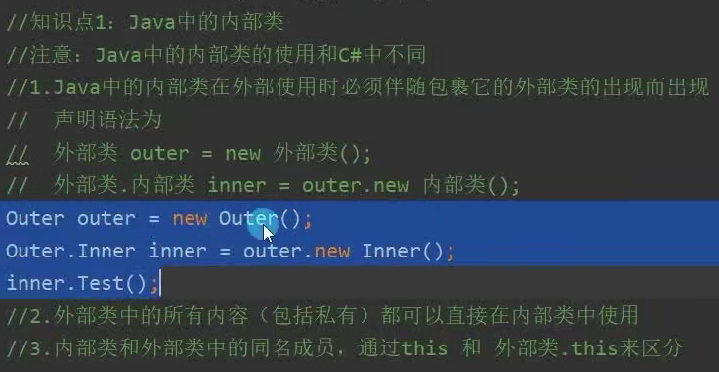 //知识点1：Java中的内部类
//注意：Java中的内部类的使用和C#中不同
//1.Java中的内部类在外部使用时必须伴随包裹它的外部类的出现而出现
//  声明语法为
//  外部类 outer = new 外部类();
//  外部类.内部类 inner = outer.new 内部类();
Outer outer = new Outer();
Outer.Inner inner = outer.new Inner();
inner.Test();
//2.外部类中的所有内容（包括私有）都可以直接在内部类中使用
//3.内部类和外部类中的同名成员，通过this 和 外部类.this来区分